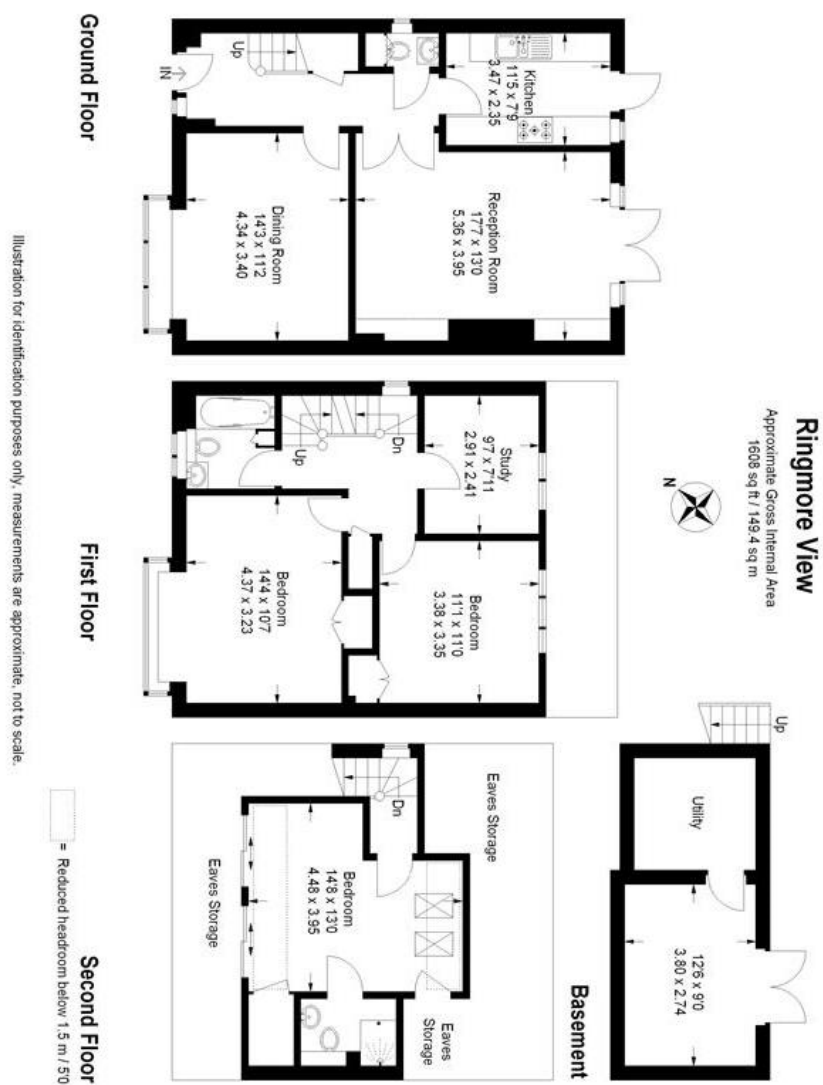 Ringmore View
Approximate Gross Internal Area
1608 sq ft / 149.4 sq m
N
Up
Utility
12'6 x 9'0
3.80 x 2.74
Basement
Kitchen
11'5 x 7'9
3.47 x 2.35
Reception Room
17'7 x 13'0
5.36 x 3.95
Up
IN
Dining Room
14'3 x 11'2
4.34 x 3.40
Ground Floor
Study
9'7 x 7'11
2.91 x 2.41
Dn
Up
Bedroom
11'1 x 11'0
3.38 x 3.35
Bedroom
14'4 x 10'7
4.37 x 3.23
First Floor
Eaves Storage
Dn
Bedroom
14'8 x 13'0
4.48 x 3.95
Eaves
Storage
Eaves Storage
Second Floor
= Reduced headroom below 1.5 m / 5'0
Illustration for identification purposes only, measurements are approximate, not to scale.